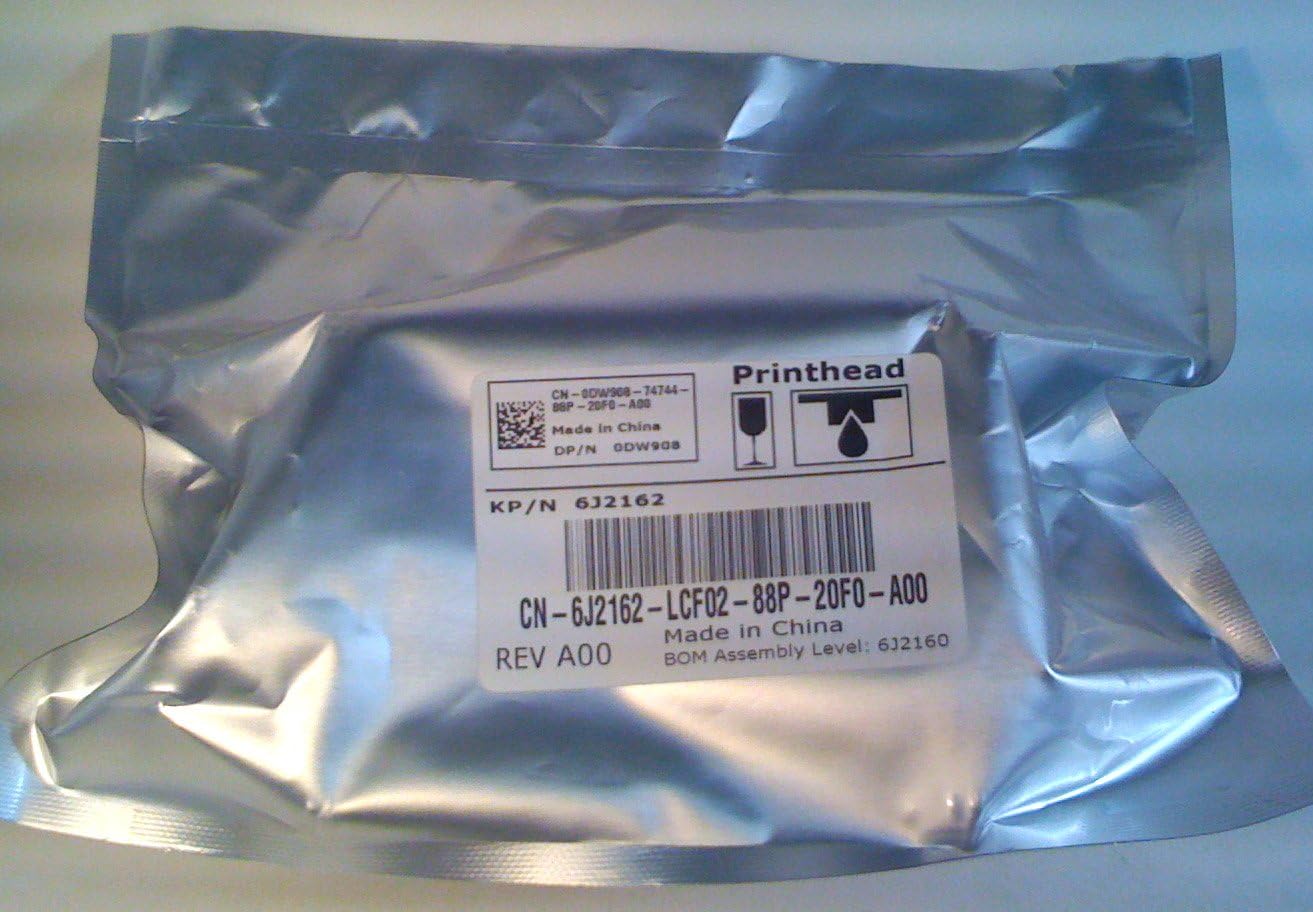 CN-0DW908-74744-
88P-20F0-A00
Made in China
DP/N 0DW908
Printhead
KP/N 6J2162
CN-6J2162-LCF02-88P-20F0-A00
Made in China
REV A00
BOM Assembly Level: 6J2160